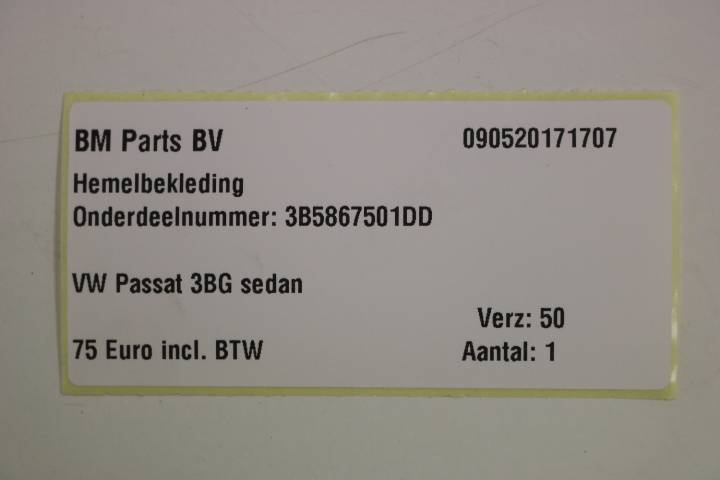 BM Parts BV 090520171707
Hemelbekleding
Onderdeelnummer: 3B5867501DD
VW Passat 3BG sedan
Verz: 50
75 Euro incl. BTW Aantal: 1